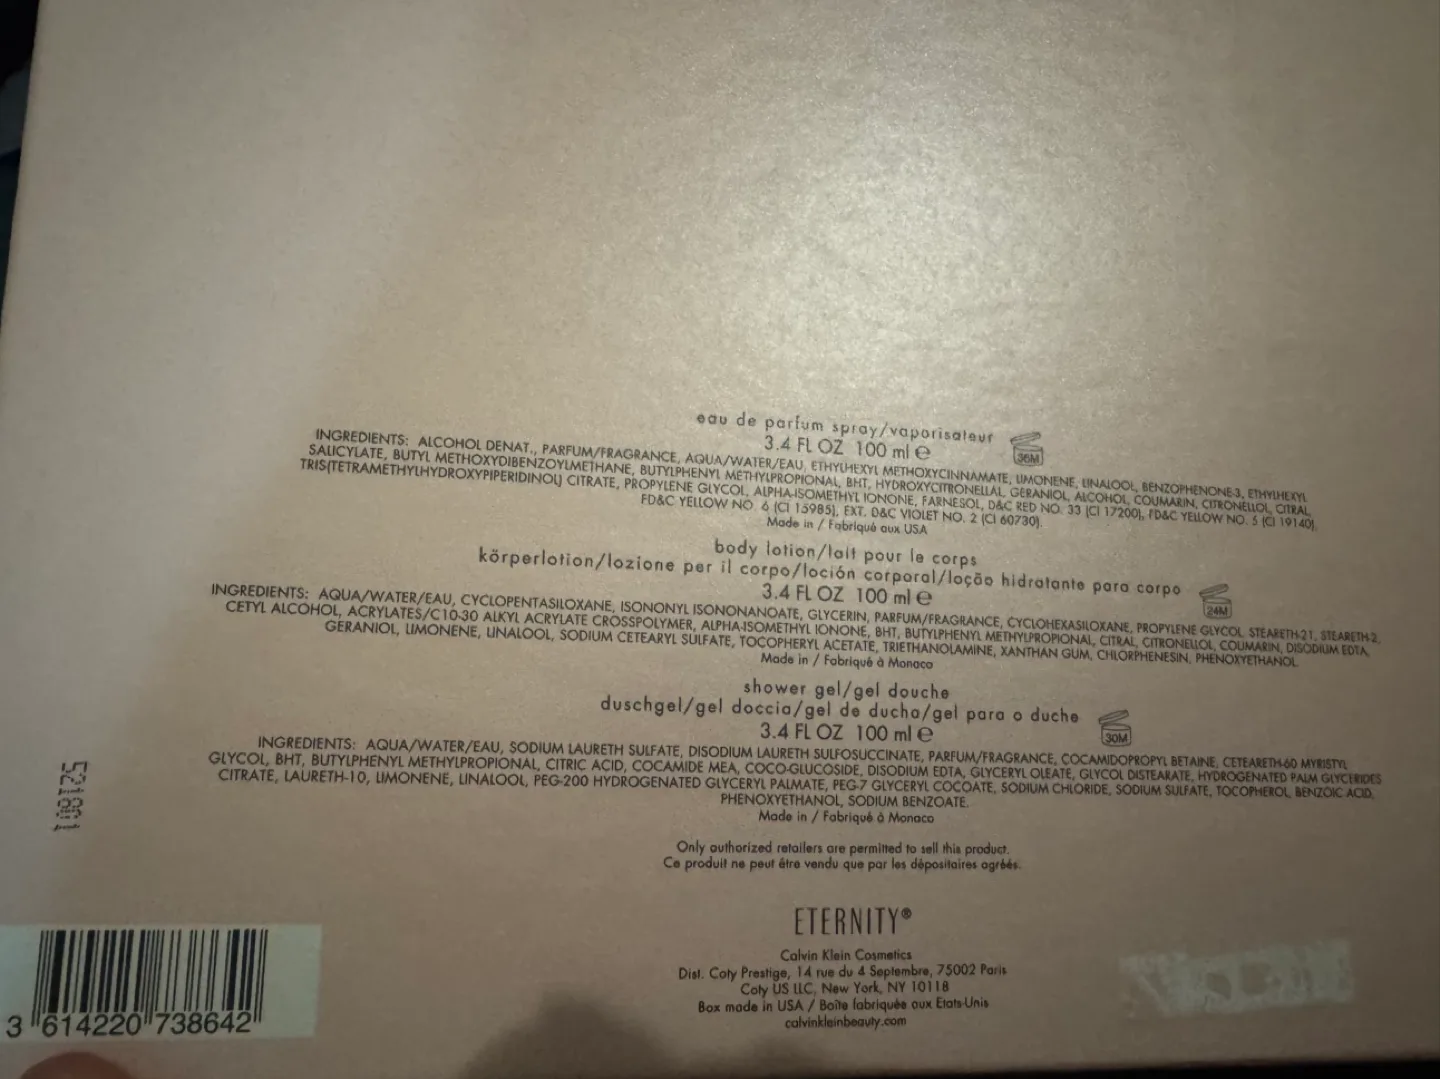 eau de parfum spray/vaporisateur
3.4 FL OZ 100 ml ℮
36M
INGREDIENTS: ALCOHOL DENAT., PARFUM/FRAGRANCE, AQUA/WATER/EAU, ETHYLHEXYL METHOXYCINNAMATE, LIMONENE, LINALOOL, BENZOPHENONE-3, ETHYLHEXYL
SALICYLATE, BUTYL METHOXYDIBENZOYLMETHANE, BUTYLPHENYL METHYLPROPIONAL, BHT, HYDROXYCITRONELLAL, GERANIOL, ALCOHOL, COUMARIN, CITRONELLOL, CITRAL,
TRIS(TETRAMETHYLHYDROXYPIPERIDINOL) CITRATE, PROPYLENE GLYCOL, ALPHA-ISOMETHYL IONONE, FARNESOL, D&C RED NO. 33 (CI 17200), FD&C YELLOW NO. 5 (CI 19140),
FD&C YELLOW NO. 6 (CI 15985), EXT. D&C VIOLET NO. 2 (CI 60730).
Made in / Fabriqué aux USA
body lotion/lait pour le corps
körperlotion/lozione per il corpo/loción corporal/loção hidratante para corpo
3.4 FL OZ 100 ml ℮
24M
INGREDIENTS: AQUA/WATER/EAU, CYCLOPENTASILOXANE, ISONONYL ISONONANOATE, GLYCERIN, PARFUM/FRAGRANCE, CYCLOHEXASILOXANE, PROPYLENE GLYCOL, STEARETH-21, STEARETH-2,
CETYL ALCOHOL, ACRYLATES/C10-30 ALKYL ACRYLATE CROSSPOLYMER, ALPHA-ISOMETHYL IONONE, BHT, BUTYLPHENYL METHYLPROPIONAL, CITRAL, CITRONELLOL, COUMARIN, DISODIUM EDTA,
GERANIOL, LIMONENE, LINALOOL, SODIUM CETEARYL SULFATE, TOCOPHERYL ACETATE, TRIETHANOLAMINE, XANTHAN GUM, CHLORPHENESIN, PHENOXYETHANOL.
Made in / Fabriqué à Monaco
shower gel/gel douche
duschgel/gel doccia/gel de ducha/gel para o duche
3.4 FL OZ 100 ml ℮
30M
INGREDIENTS: AQUA/WATER/EAU, SODIUM LAURETH SULFATE, DISODIUM LAURETH SULFOSUCCINATE, PARFUM/FRAGRANCE, COCAMIDOPROPYL BETAINE, CETEARETH-60 MYRISTYL
GLYCOL, BHT, BUTYLPHENYL METHYLPROPIONAL, CITRIC ACID, COCAMIDE MEA, COCO-GLUCOSIDE, DISODIUM EDTA, GLYCERYL OLEATE, GLYCOL DISTEARATE, HYDROGENATED PALM GLYCERIDES
CITRATE, LAURETH-10, LIMONENE, LINALOOL, PEG-200 HYDROGENATED GLYCERYL PALMATE, PEG-7 GLYCERYL COCOATE, SODIUM CHLORIDE, SODIUM SULFATE, TOCOPHEROL, BENZOIC ACID,
PHENOXYETHANOL, SODIUM BENZOATE.
Made in / Fabriqué à Monaco
Only authorized retailers are permitted to sell this product.
Ce produit ne peut être vendu que par les dépositaires agréés.
ETERNITY®
Calvin Klein Cosmetics
Dist. Coty Prestige, 14 rue du 4 Septembre, 75002 Paris
Coty US LLC, New York, NY 10118
Box made in USA / Boîte fabriquée aux Etats-Unis
calvinkleinbeauty.com
3 614220 738642